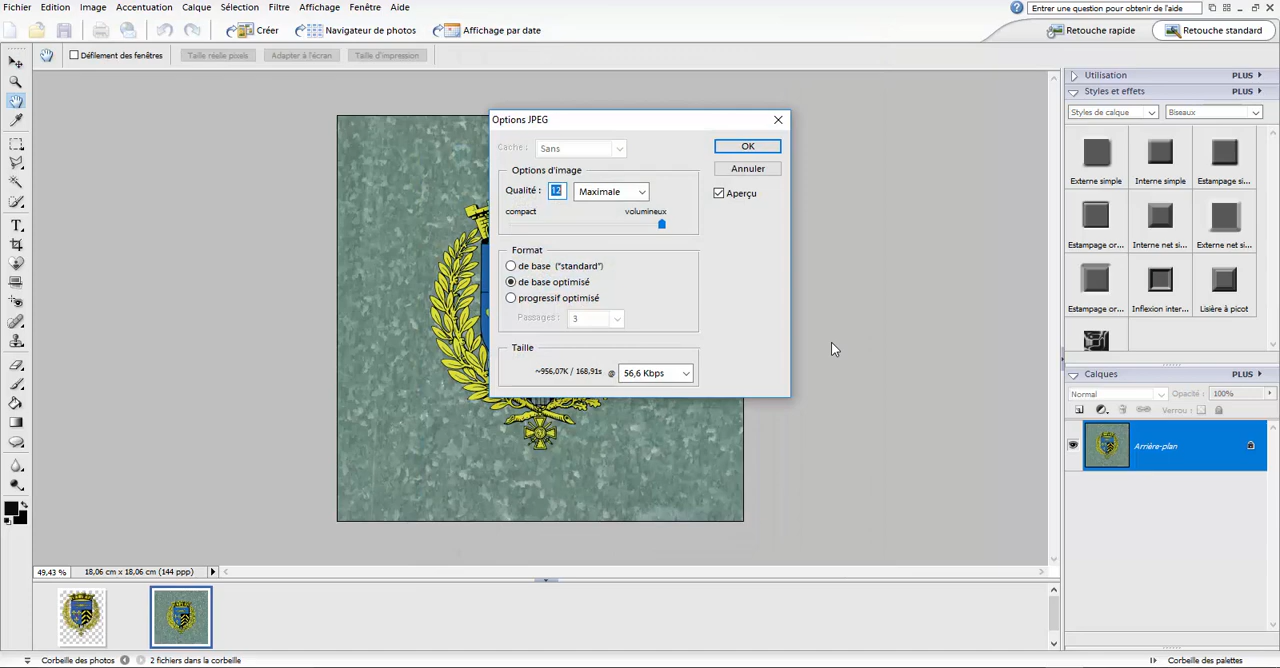 Fichier Edition Image Accentuation Calque Sélection Filtre Affichage Fenêtre Aide
Entrer une question pour obtenir de l'aide
Créer Navigateur de photos Affichage par date
Retouche rapide Retouche standard
Défilement des fenêtres Taille réelle pixels Adapter à l'écran Taille d'impression
Utilisation PLUS
Styles et effets PLUS
Styles de calque Biseaux
Externe simple Interne simple Estampage si...
Estampage or... Interne net si... Externe net si...
Estampage or... Inflexion inter... Lisière à picot
Options JPEG
Cache : Sans
OK
Annuler
Aperçu
Options d'image
Qualité : 12 Maximale
compact volumineux
Format
de base ("standard")
de base optimisé
progressif optimisé
Passages : 3
Taille
~956,07K / 168,91s @ 56,6 Kbps
Calques PLUS
Normal Opacité : 100%
Verrou :
Arrière-plan
49,43 % 18,06 cm x 18,06 cm (144 ppp)
Corbeille des photos 2 fichiers dans la corbeille
Corbeille des palettes